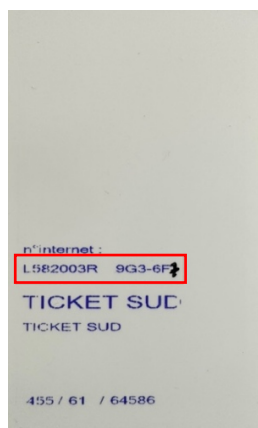 n°internet :
L582003R 9G3-6F
TICKET SUD
TICKET SUD
455 / 61 / 64586